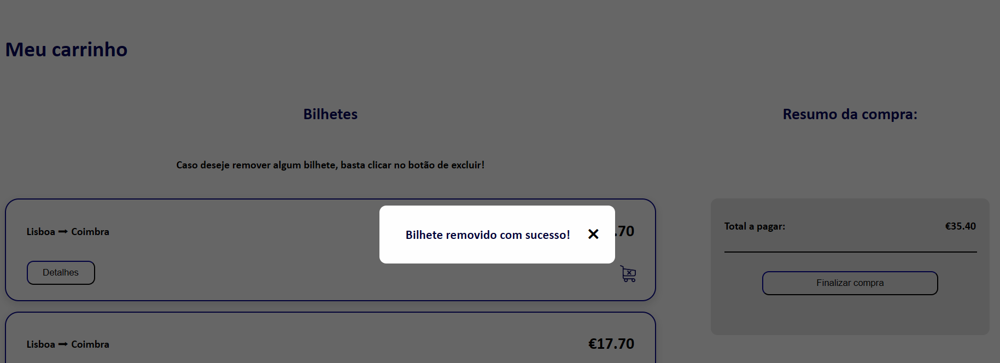 Meu carrinho
Bilhetes
Resumo da compra:
Caso deseje remover algum bilhete, basta clicar no botão de excluir!
Lisboa ➞ Coimbra
.70
Detalhes
Bilhete removido com sucesso! ✕
Total a pagar: €35.40
Finalizar compra
Lisboa ➞ Coimbra
€17.70